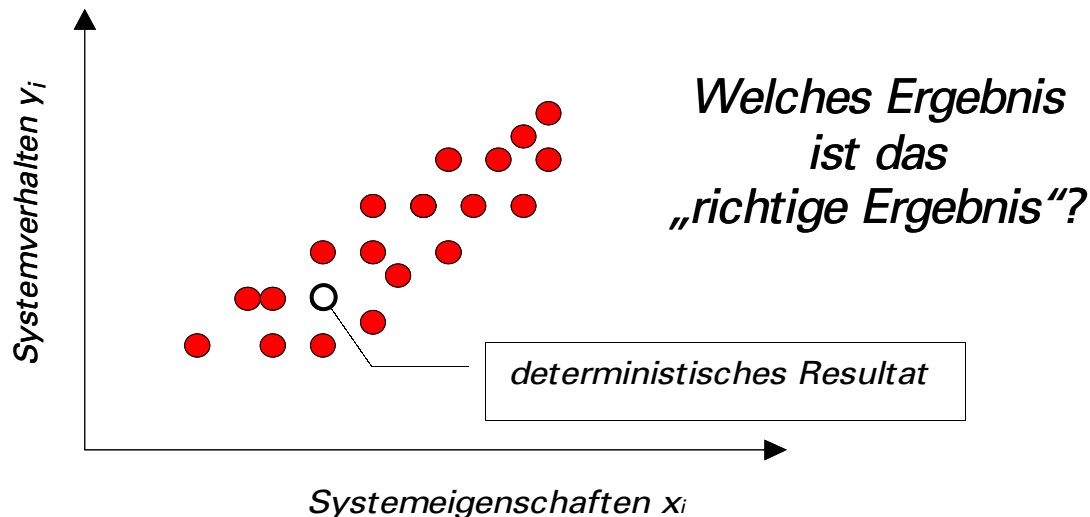 Systemverhalten yi
Welches Ergebnis
ist das
„richtige Ergebnis“?
deterministisches Resultat
Systemeigenschaften xi